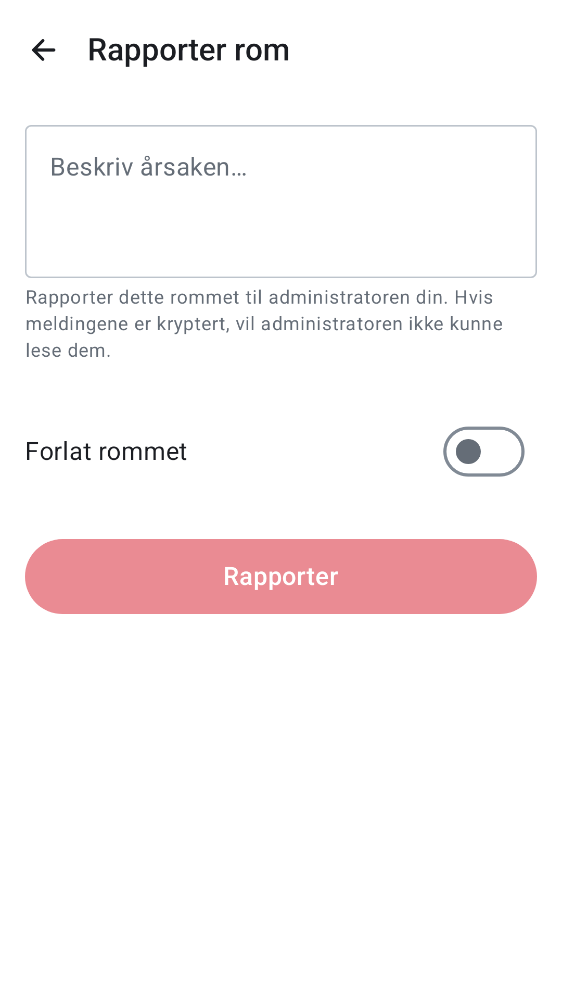 Rapporter rom
Beskriv årsaken…
Rapporter dette rommet til administratoren din. Hvis
meldingene er kryptert, vil administratoren ikke kunne
lese dem.
Forlat rommet
Rapporter